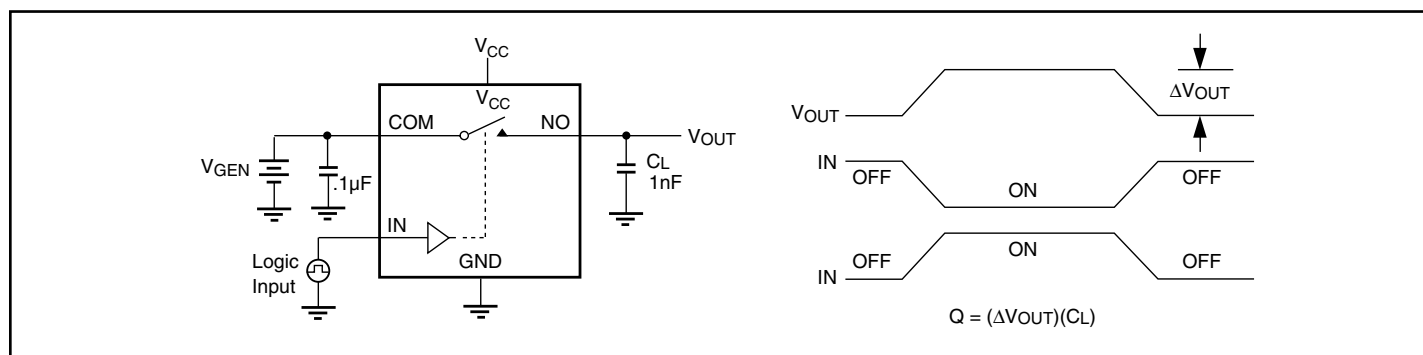 VCC
VCC
COM
NO
VOUT
VGEN
.1µF
CL
1nF
IN
Logic
Input
GND
VOUT
ΔVOUT
IN
OFF
ON
OFF
IN
OFF
ON
OFF
Q = (ΔVOUT)(CL)